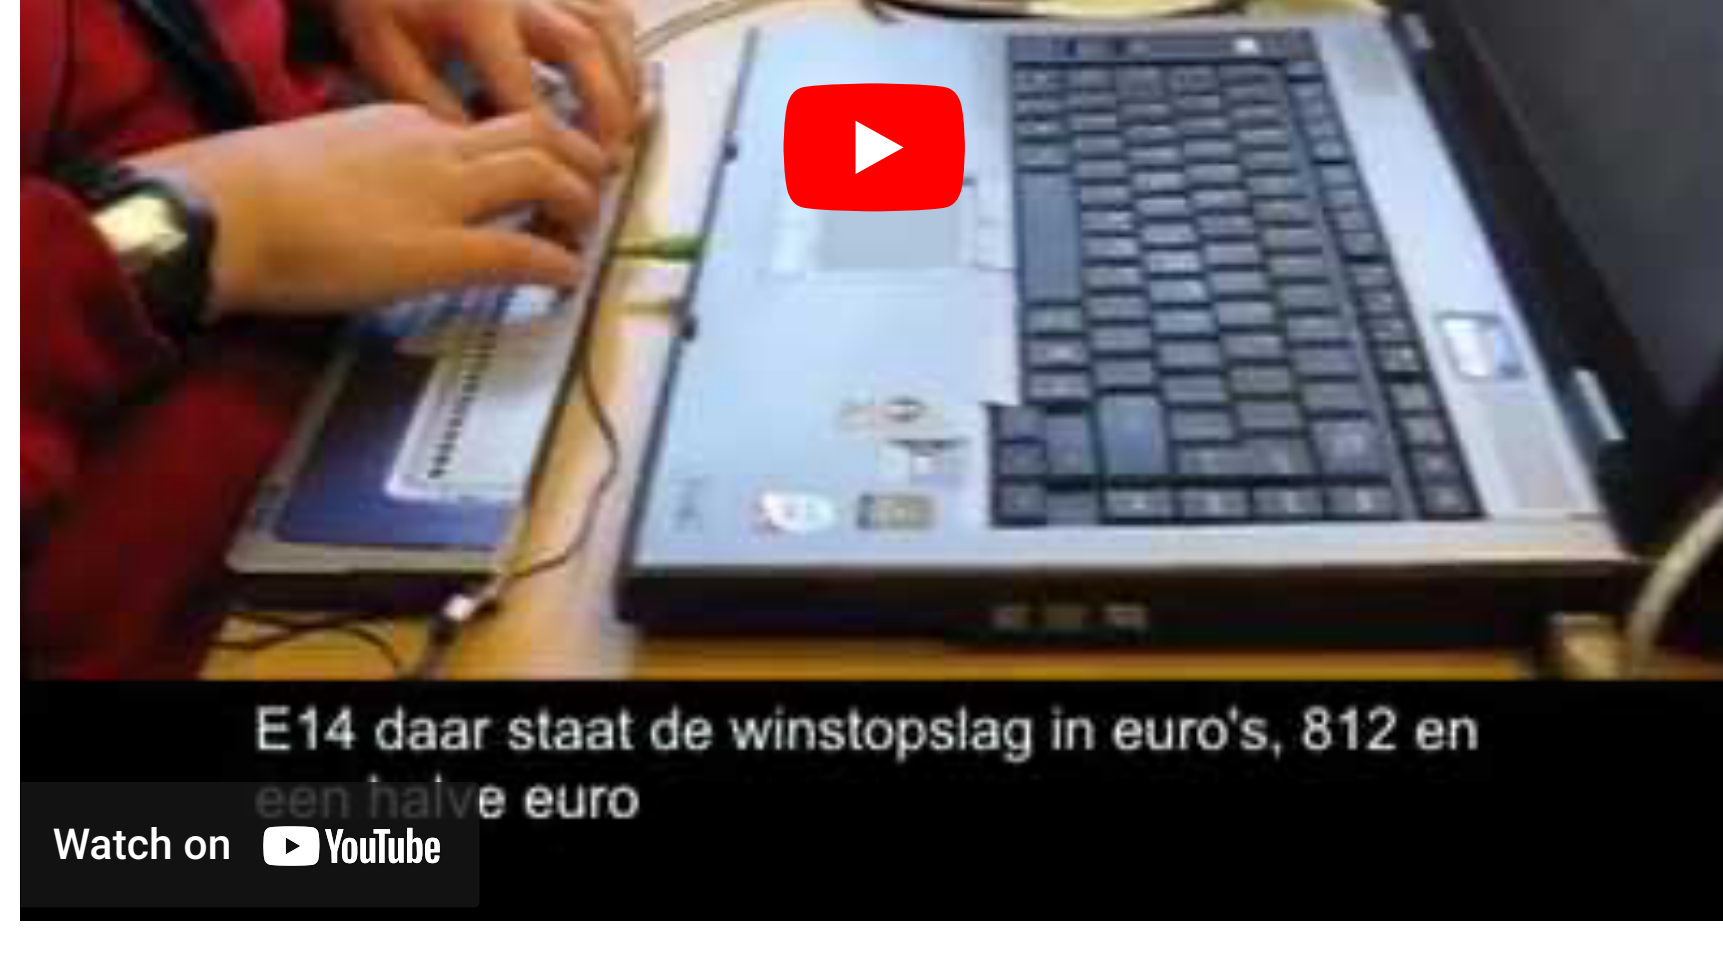 E14 daar staat de winstopslag in euro's, 812 en
een halve euro
Watch on YouTube